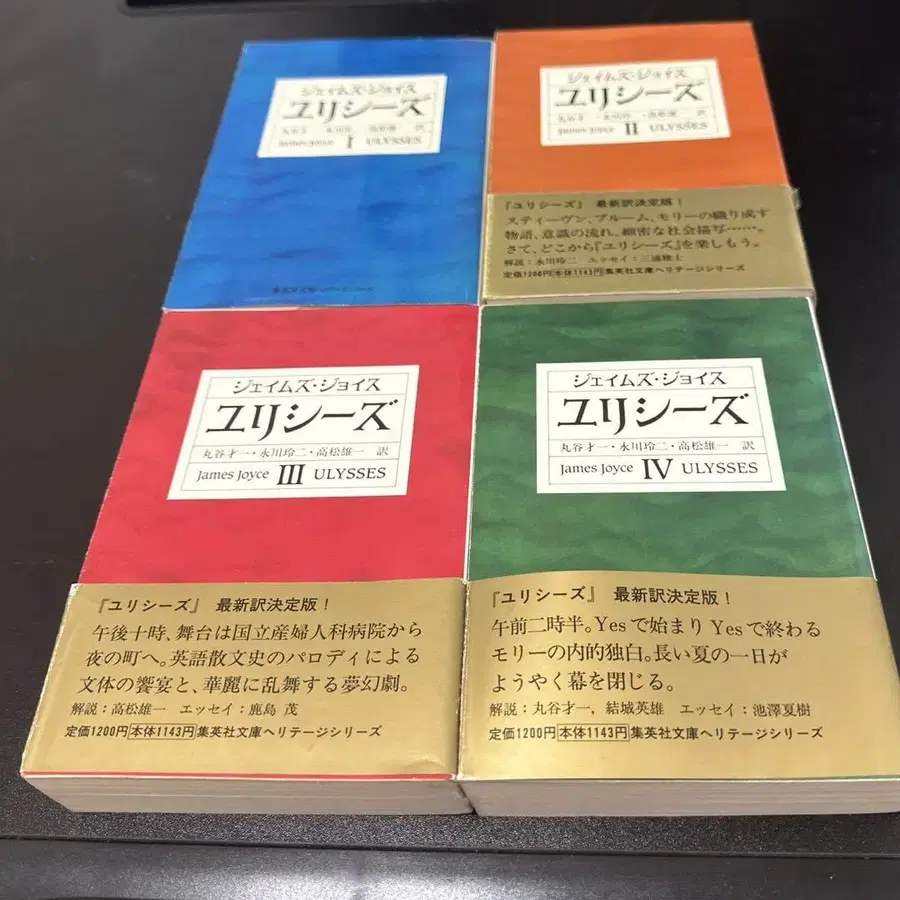 ジェイムズ・ジョイス
ユリシーズ
James Joyce I ULYSSES
ジェイムズ・ジョイス
ユリシーズ
James Joyce II ULYSSES
『ユリシーズ』 最新訳決定版！
スティーヴン、ブルーム、モリーの織り成す
物語、意識の流れ、細密な社会描写……。
さて、どこから『ユリシーズ』を楽しもう。
解説：永川玲二 エッセイ：三浦雅士
定価1200円 本体1143円 集英社文庫ヘリテージシリーズ
ジェイムズ・ジョイス
ユリシーズ
丸谷才一・永川玲二・高松雄一 訳
James Joyce III ULYSSES
『ユリシーズ』 最新訳決定版！
午後十時、舞台は国立産婦人科病院から
夜の町へ。英語散文史のパロディによる
文体の饗宴と、華麗に乱舞する夢幻劇。
解説：高松雄一 エッセイ：鹿島 茂
定価1200円 本体1143円 集英社文庫ヘリテージシリーズ
ジェイムズ・ジョイス
ユリシーズ
丸谷才一・永川玲二・高松雄一 訳
James Joyce IV ULYSSES
『ユリシーズ』 最新訳決定版！
午前二時半。Yesで始まり Yesで終わる
モリーの内的独白。長い夏の一日が
ようやく幕を閉じる。
解説：丸谷才一, 結城英雄 エッセイ：池澤夏樹
定価1200円 本体1143円 集英社文庫ヘリテージシリーズ